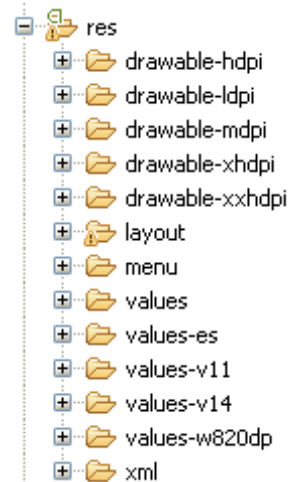 res
drawable-hdpi
drawable-ldpi
drawable-mdpi
drawable-xhdpi
drawable-xxhdpi
layout
menu
values
values-es
values-v11
values-v14
values-w820dp
xml